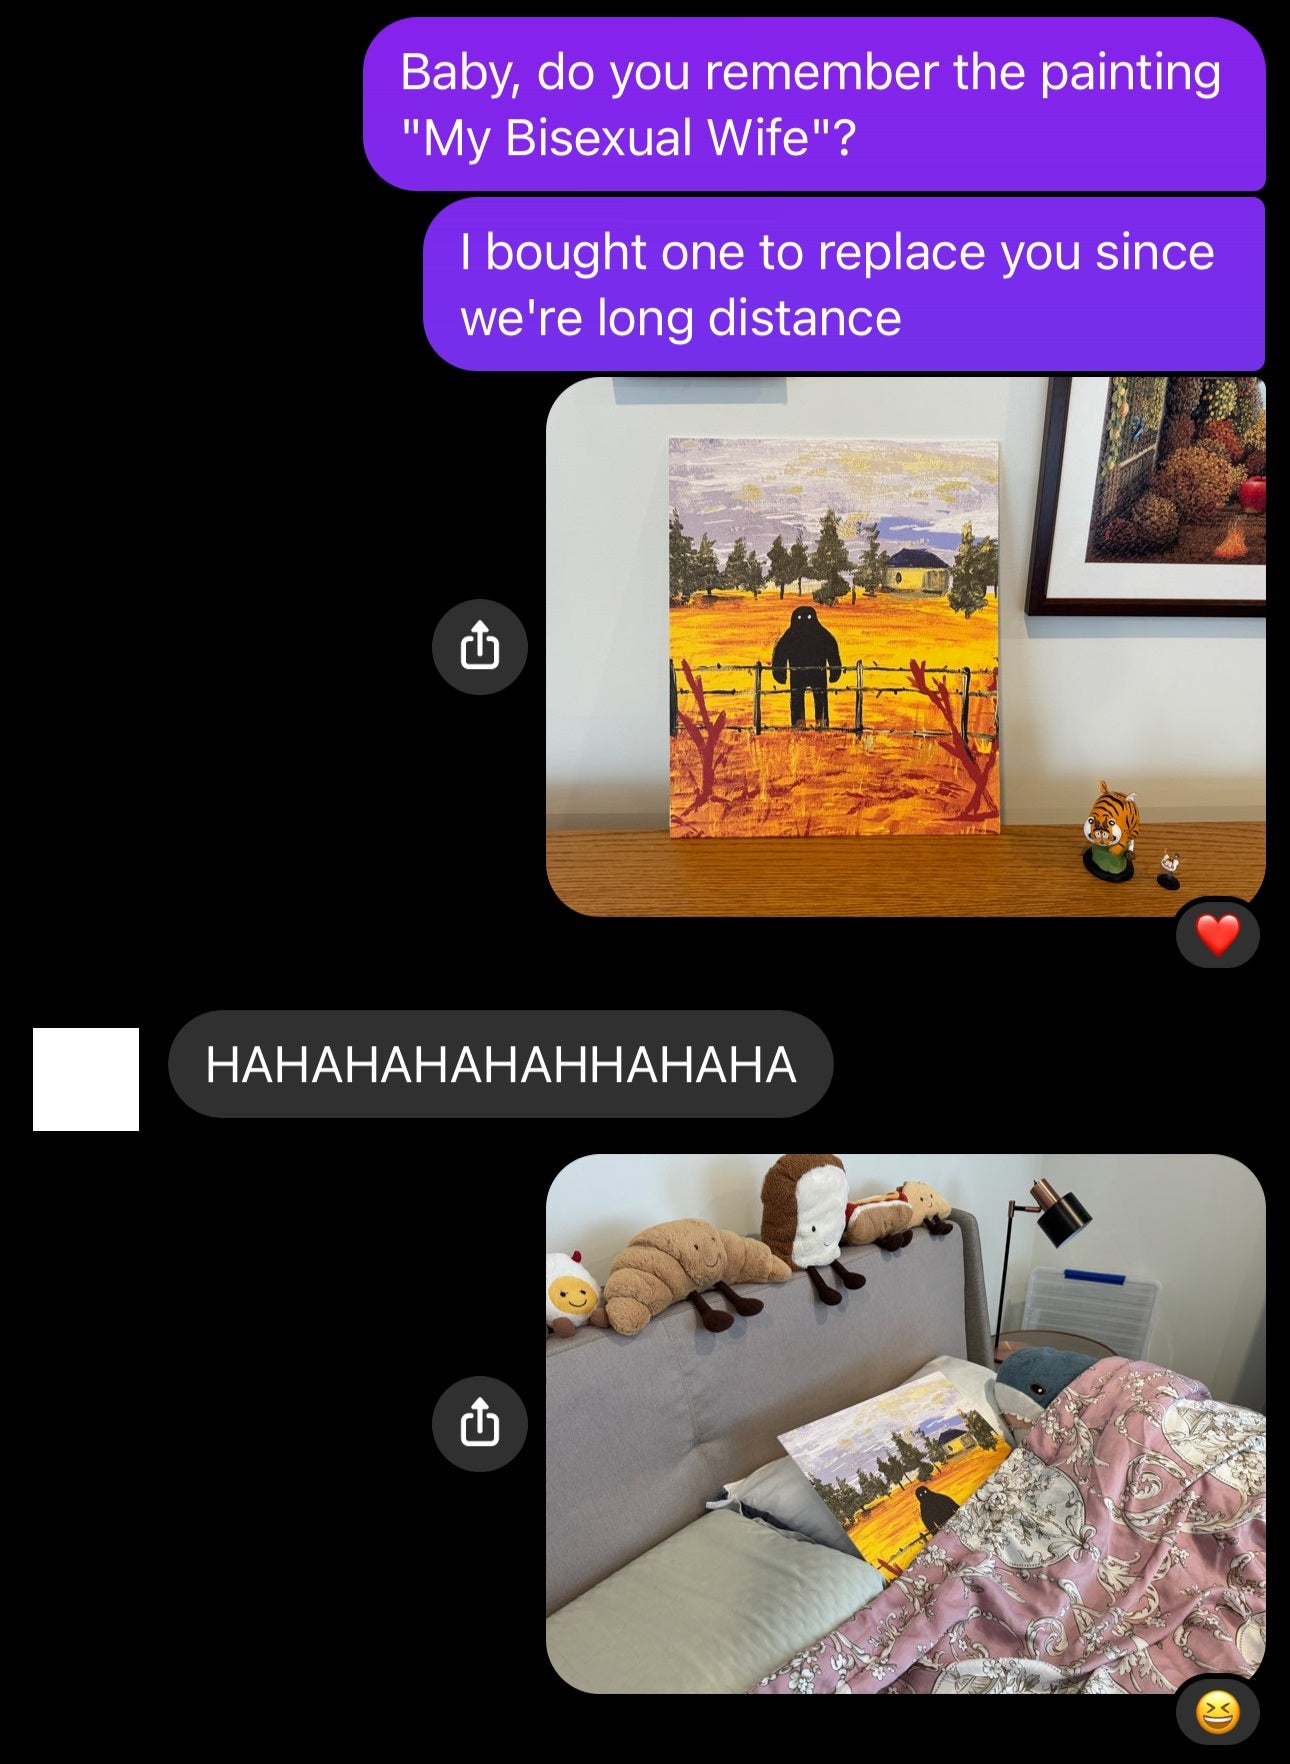 Baby, do you remember the painting
"My Bisexual Wife"?
I bought one to replace you since
we're long distance
HAHAHAHAHAHHAHAHA